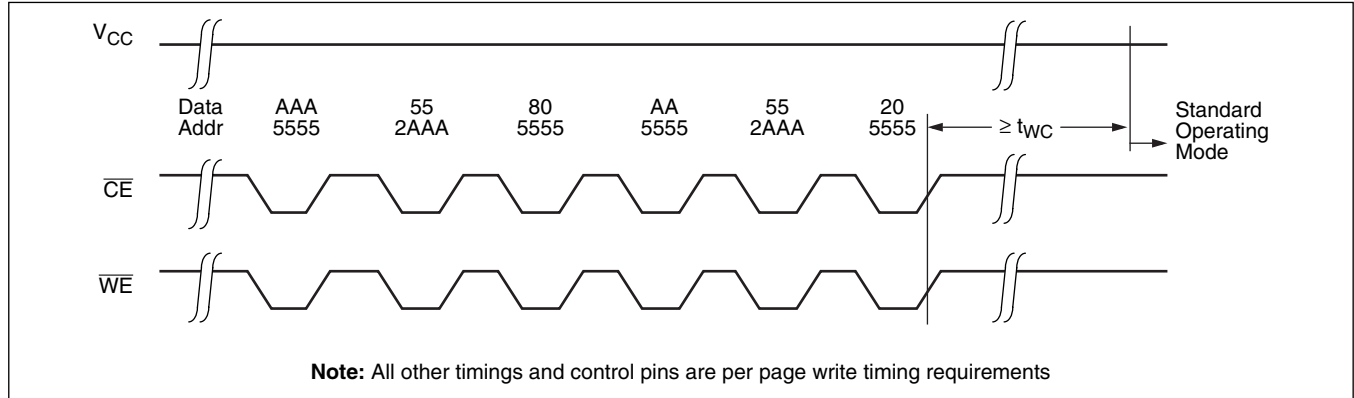 VCC
Data AAA 55 80 AA 55 20
Addr 5555 2AAA 5555 5555 2AAA 5555
≥ tWC
Standard
Operating
Mode
CE
WE
Note: All other timings and control pins are per page write timing requirements